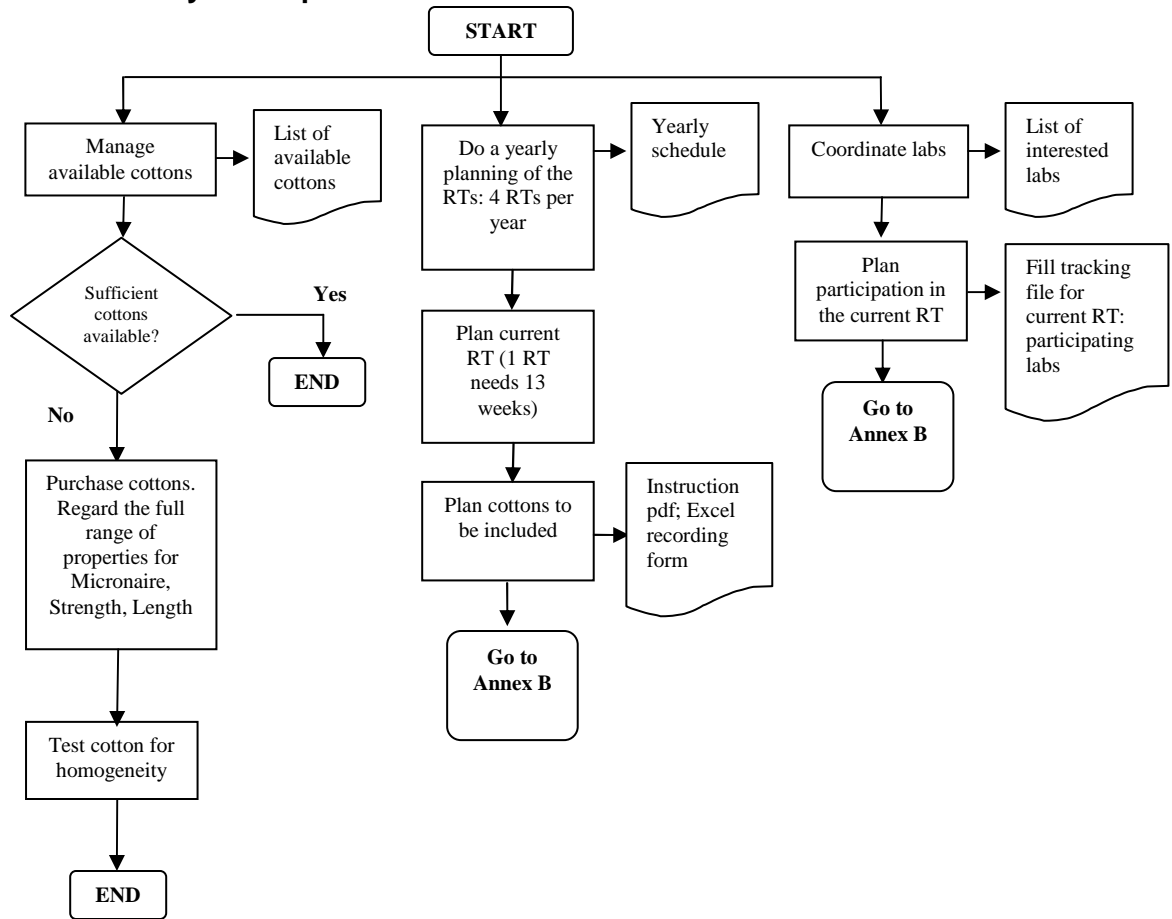 START
Manage
available cottons
List of
available
cottons
Sufficient
cottons
available?
Yes
END
No
Purchase cottons.
Regard the full
range of
properties for
Micronaire,
Strength, Length
Test cotton for
homogeneity
END
Do a yearly
planning of the
RTs: 4 RTs per
year
Yearly
schedule
Plan current
RT (1 RT
needs 13
weeks)
Plan cottons to
be included
Instruction
pdf; Excel
recording
form
Go to
Annex B
Coordinate labs
List of
interested
labs
Plan
participation in
the current RT
Fill tracking
file for
current RT:
participating
labs
Go to
Annex B